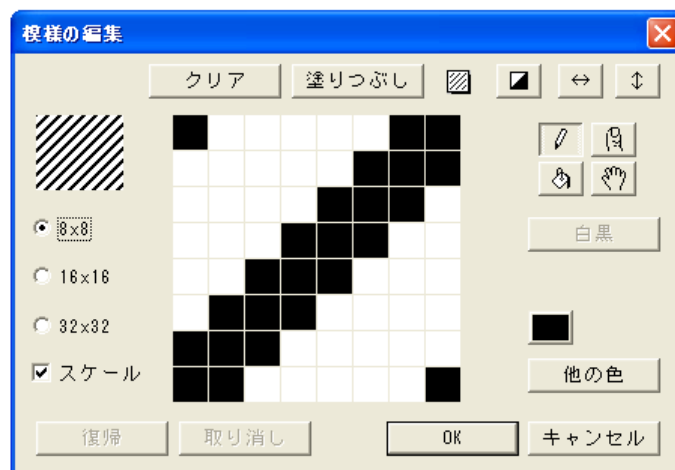 模様の編集
クリア 塗りつぶし
8x8
白黒
16x16
32x32
スケール 他の色
復帰 取り消し OK キャンセル